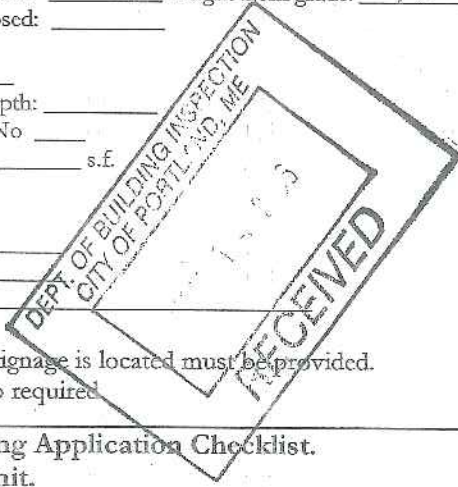 osed:
pth:
No
s.f.
DEPT. OF BUILDING INSPECTION
CITY OF PORTLAND, ME
RECEIVED
ignage is located must be provided.
o required
ng Application Checklist.
nit.